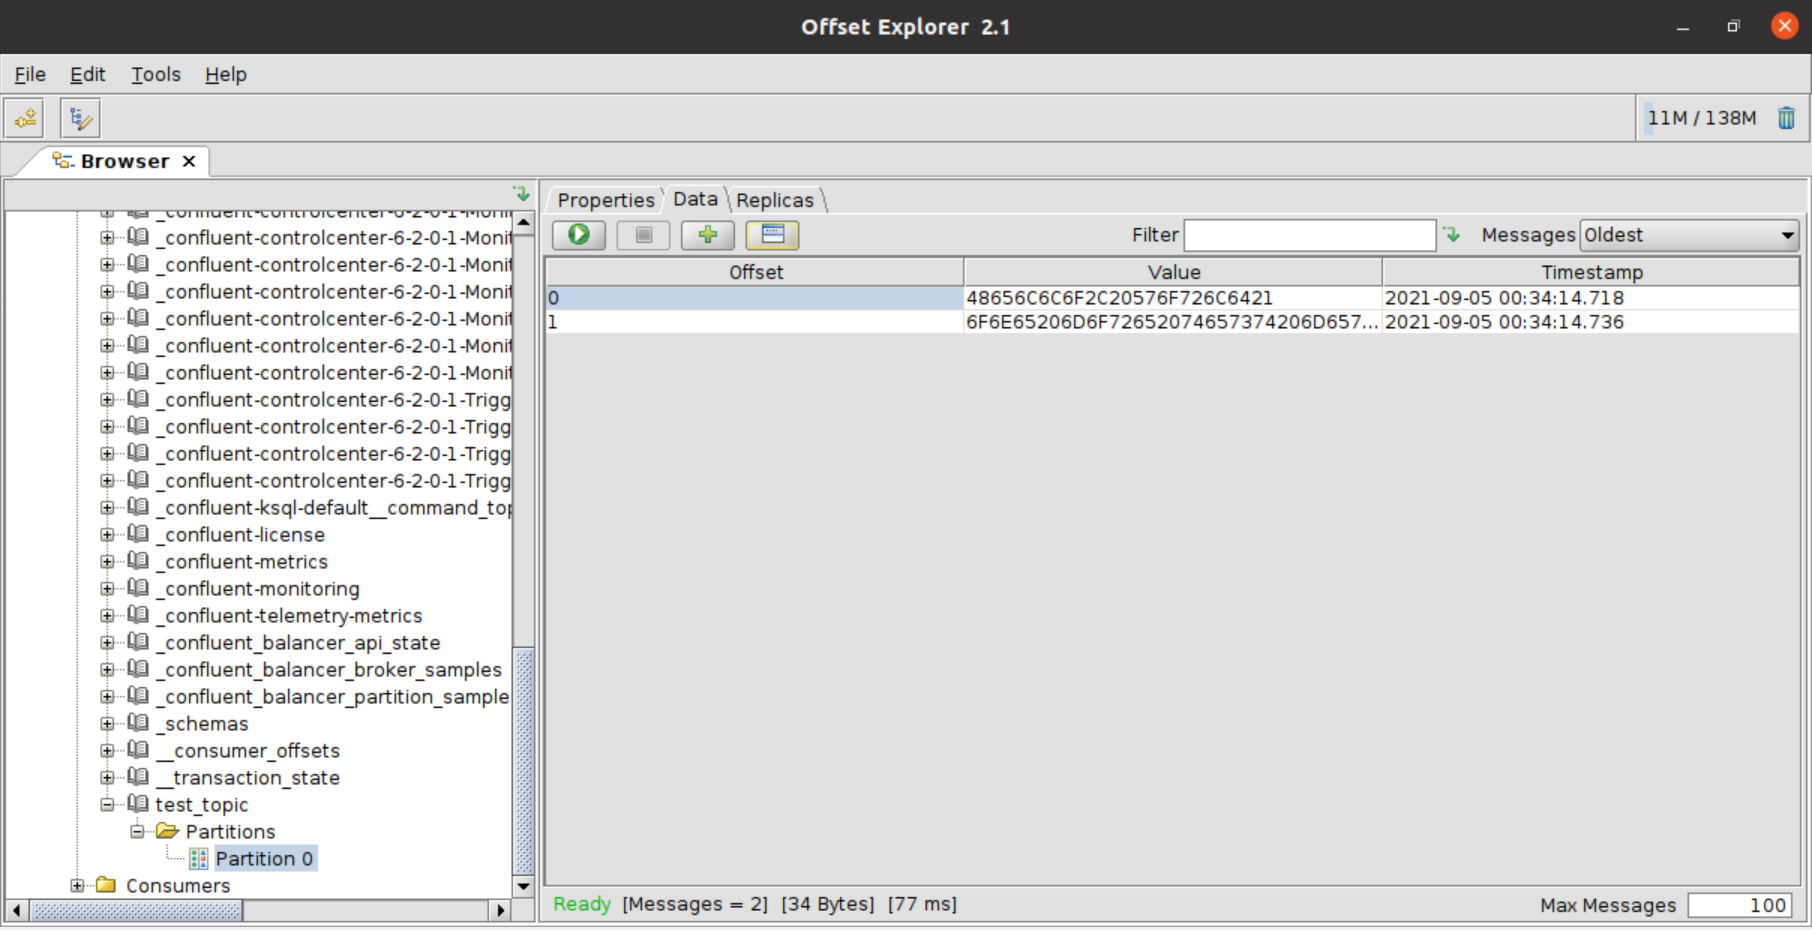 Offset Explorer 2.1
File Edit Tools Help
11M / 138M
Browser
Properties Data Replicas
Filter Messages Oldest
Offset Value Timestamp
0 48656C6C6F2C20576F726C6421 2021-09-05 00:34:14.718
1 6F6E65206D6F72652074657374206D657... 2021-09-05 00:34:14.736
_confluent-controlcenter-6-2-0-1-Moni
_confluent-controlcenter-6-2-0-1-Monit
_confluent-controlcenter-6-2-0-1-Monit
_confluent-controlcenter-6-2-0-1-Monit
_confluent-controlcenter-6-2-0-1-Monit
_confluent-controlcenter-6-2-0-1-Monit
_confluent-controlcenter-6-2-0-1-Monit
_confluent-controlcenter-6-2-0-1-Trigg
_confluent-controlcenter-6-2-0-1-Trigg
_confluent-controlcenter-6-2-0-1-Trigg
_confluent-controlcenter-6-2-0-1-Trigg
_confluent-ksql-default__command_top
_confluent-license
_confluent-metrics
_confluent-monitoring
_confluent-telemetry-metrics
_confluent_balancer_api_state
_confluent_balancer_broker_samples
_confluent_balancer_partition_sample
_schemas
__consumer_offsets
__transaction_state
test_topic
Partitions
Partition 0
Consumers
Ready [Messages = 2] [34 Bytes] [77 ms]
Max Messages 100